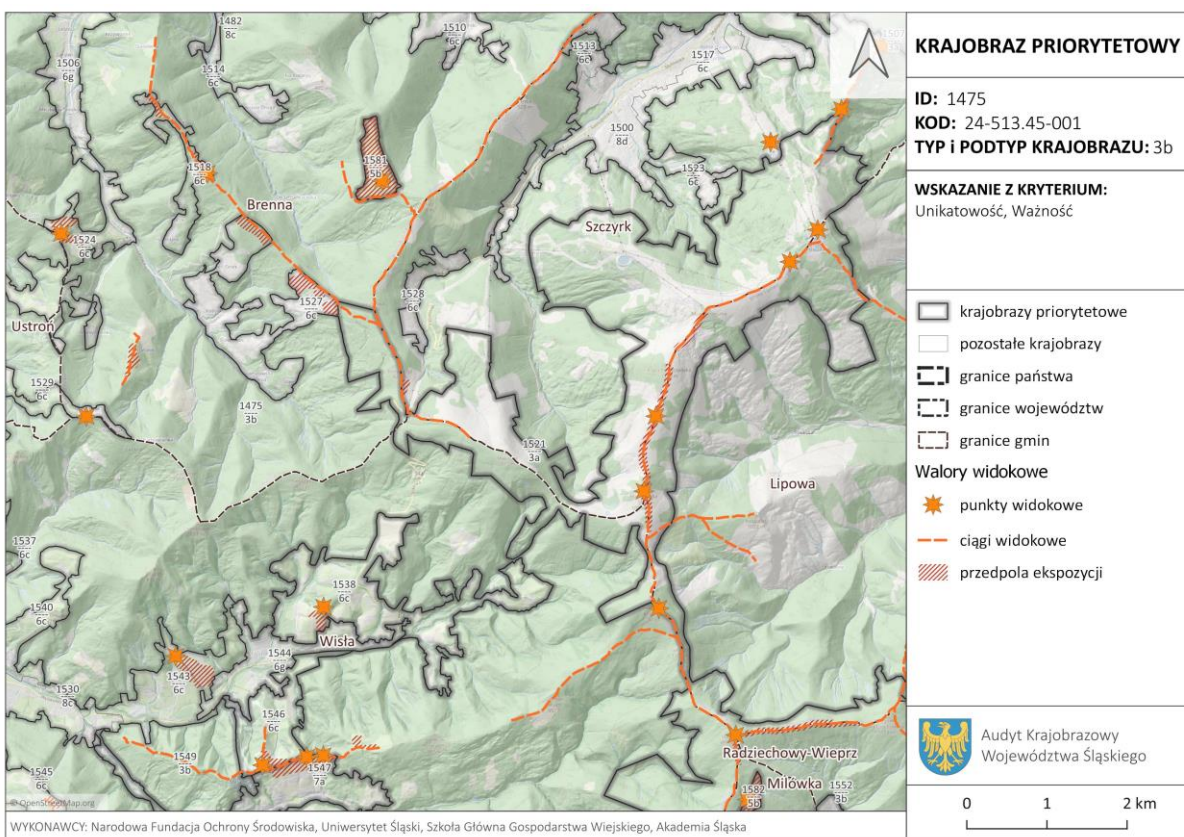 1482
8c
1510
6c
1506
6g
1514
6c
1513
6c
1517
6c
1507
1500
8d
1581
5b
1518
6c
1523
6c
Brenna
Szczyrk
1524
6c
1527
6c
1528
6c
Ustroń
1529
6c
1475
3b
1521
3a
Lipowa
1537
6c
1538
6c
1540
6c
Wisła
1544
6g
1543
6c
1530
8c
1546
6c
1549
3b
1547
7a
1545
6c
Radziechowy-Wieprz
Milówka
1582
5b
1552
3b
© OpenStreetMap.org
WYKONAWCY: Narodowa Fundacja Ochrony Środowiska, Uniwersytet Śląski, Szkoła Główna Gospodarstwa Wiejskiego, Akademia Śląska
KRAJOBRAZ PRIORYTETOWY
ID: 1475
KOD: 24-513.45-001
TYP i PODTYP KRAJOBRAZU: 3b
WSKAZANIE Z KRYTERIUM:
Unikatowość, Ważność
krajobrazy priorytetowe
pozostałe krajobrazy
granice państwa
granice województw
granice gmin
Walory widokowe
punkty widokowe
ciągi widokowe
przedpola ekspozycji
Audyt Krajobrazowy
Województwa Śląskiego
0 1 2 km